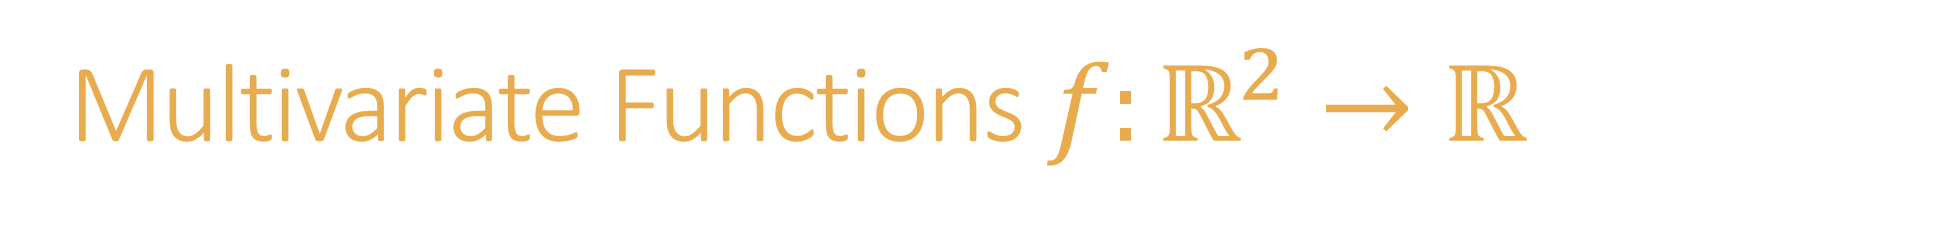 Multivariate Functions 𝑓: ℝ² → ℝ